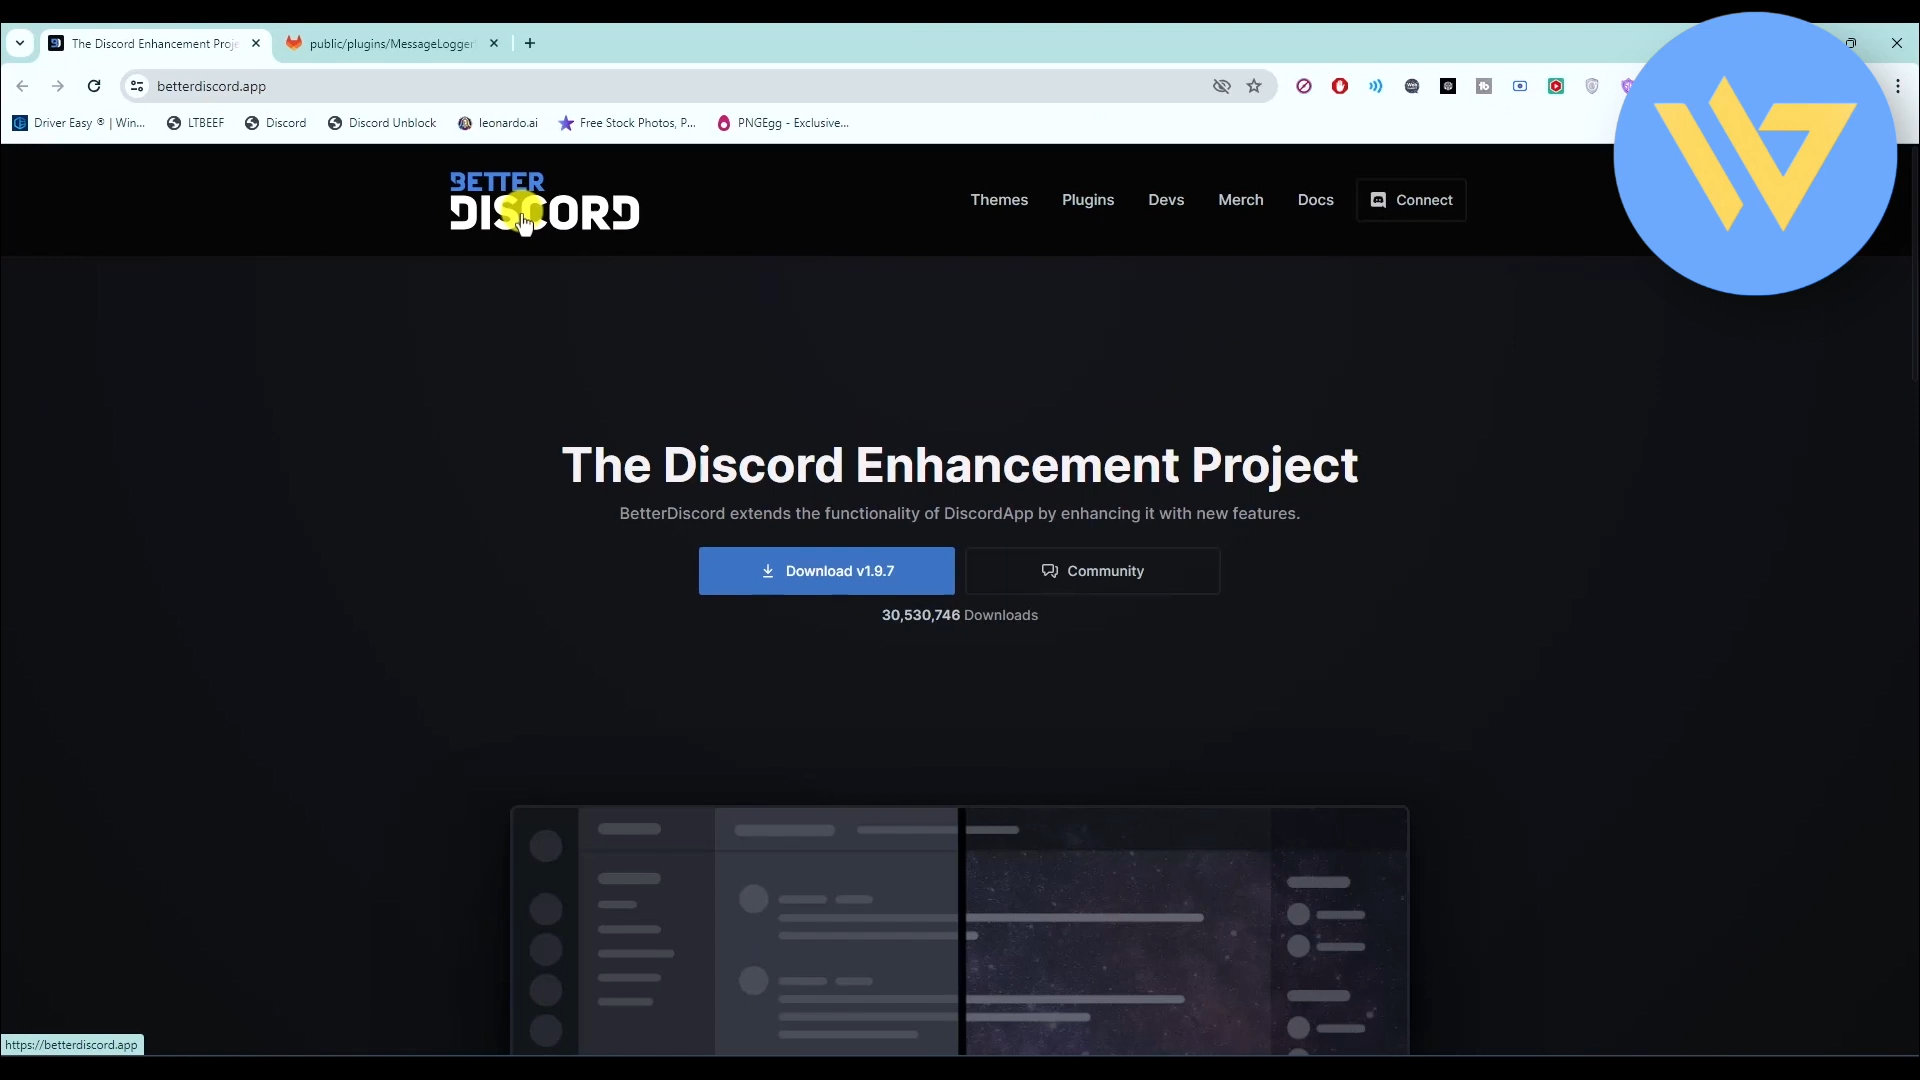 The Discord Enhancement Proje
public/plugins/MessageLogger
betterdiscord.app
Driver Easy ® | Win...
LTBEEF
Discord
Discord Unblock
leonardo.ai
Free Stock Photos, P...
PNGEgg - Exclusive...
BETTER
DISCORD
Themes
Plugins
Devs
Merch
Docs
Connect
The Discord Enhancement Project
BetterDiscord extends the functionality of DiscordApp by enhancing it with new features.
Download v1.9.7
Community
30,530,746 Downloads
https://betterdiscord.app